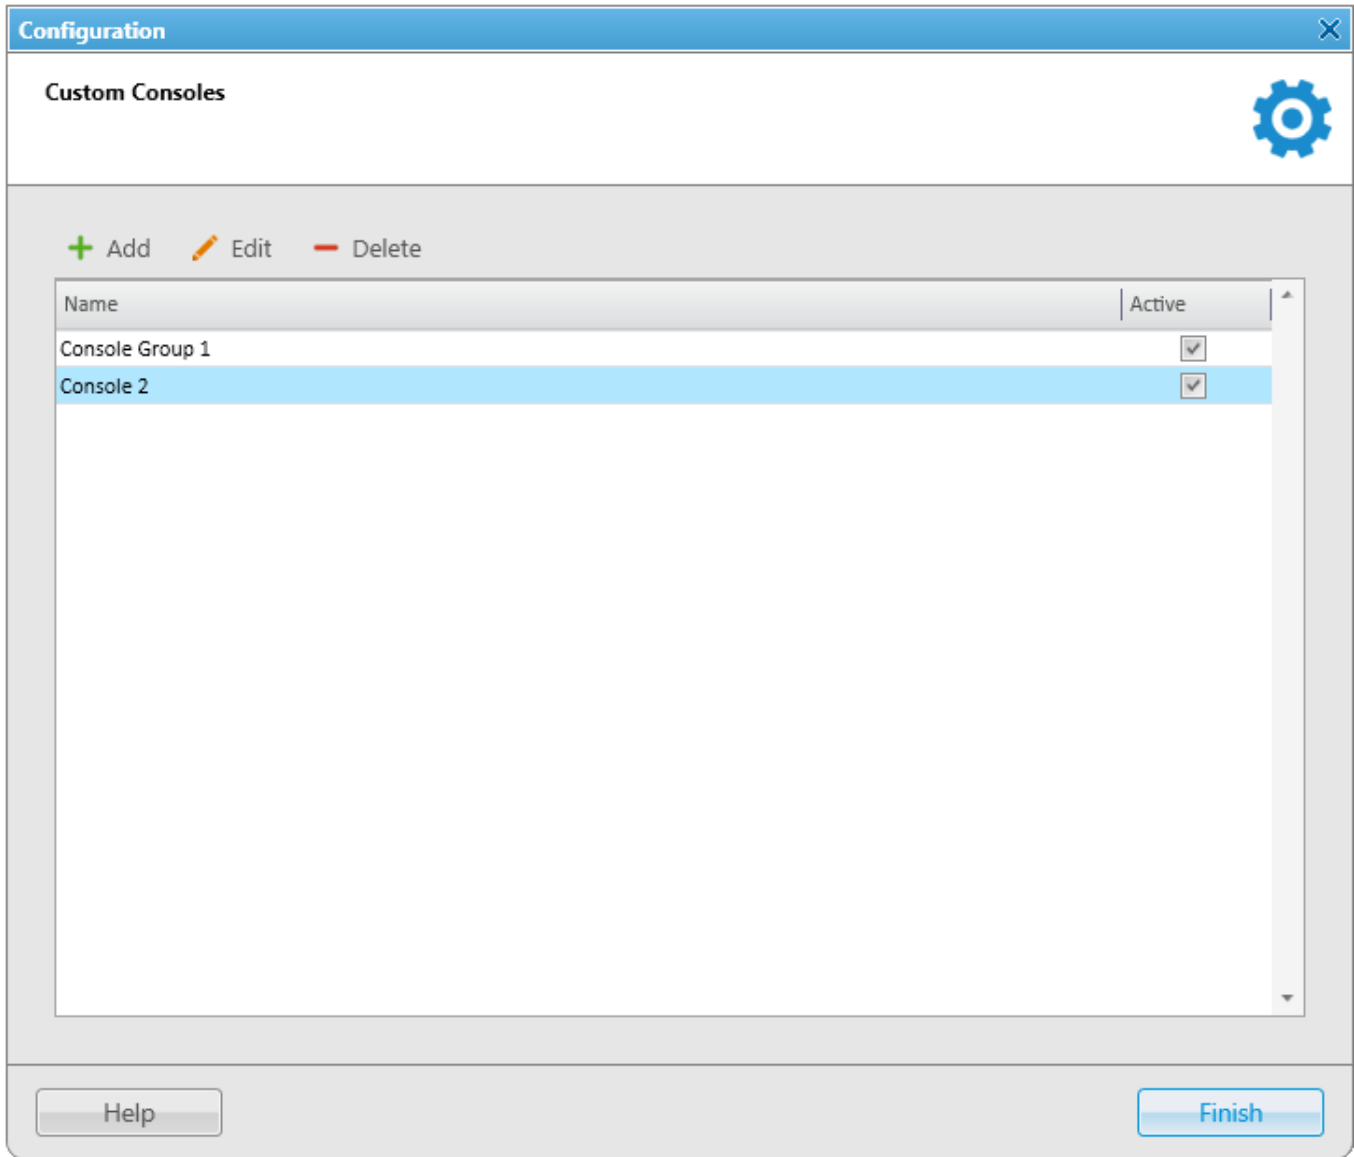 Configuration
Custom Consoles
Add Edit Delete
Name Active
Console Group 1
Console 2
Help Finish